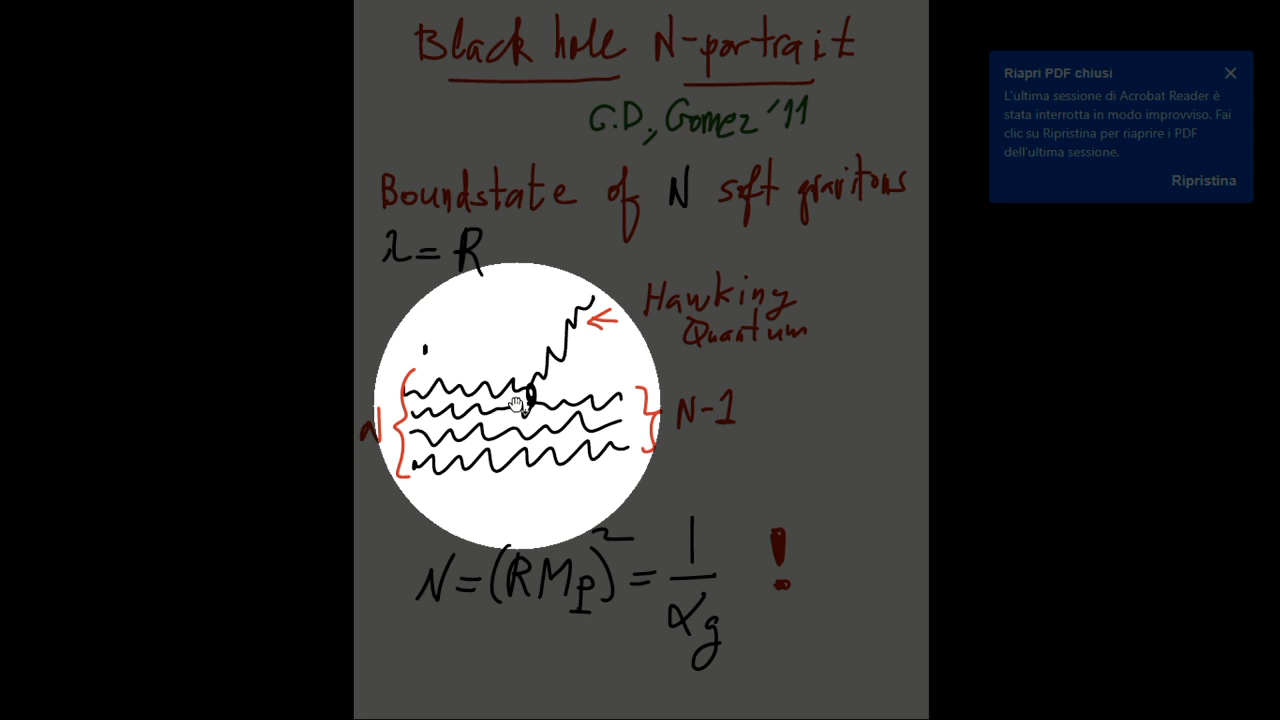 Black hole N-portrait
G.D., Gomez '11
Boundstate of N soft gravitons
λ = R
Hawking
Quantum
N
N-1
N = (RMp)² = 1/αg !
Riapri PDF chiusi
L'ultima sessione di Acrobat Reader è
stata interrotta in modo improvviso. Fai
clic su Ripristina per riaprire i PDF
dell'ultima sessione.
Ripristina